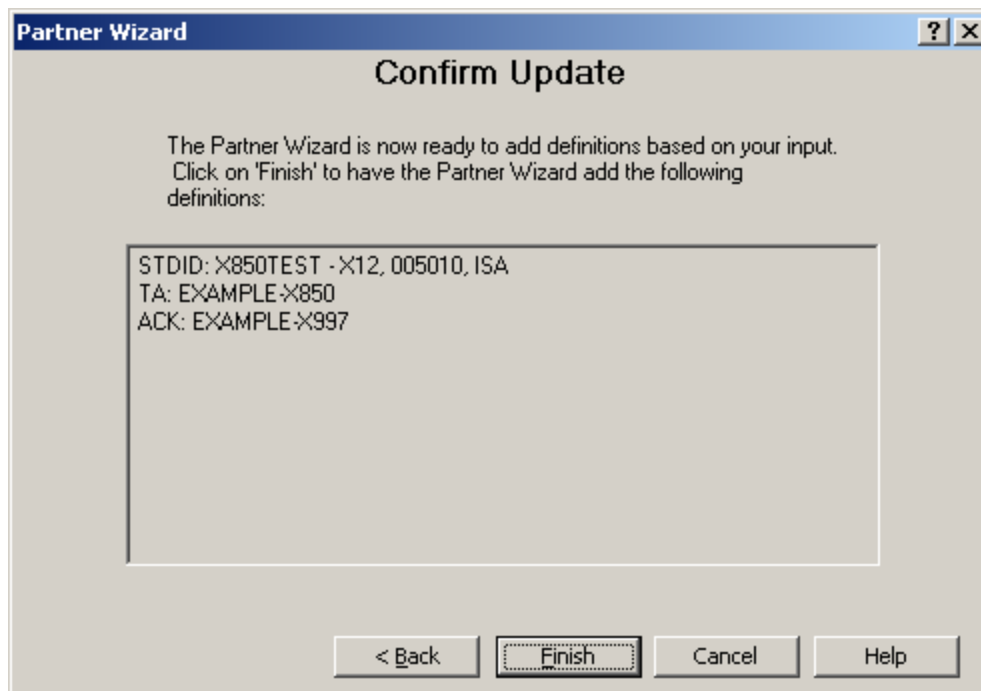 Partner Wizard
?
Confirm Update
The Partner Wizard is now ready to add definitions based on your input.
Click on 'Finish' to have the Partner Wizard add the following
definitions:
STDID: X850TEST - X12, 005010, ISA
TA: EXAMPLE-X850
ACK: EXAMPLE-X997
< Back
Finish
Cancel
Help